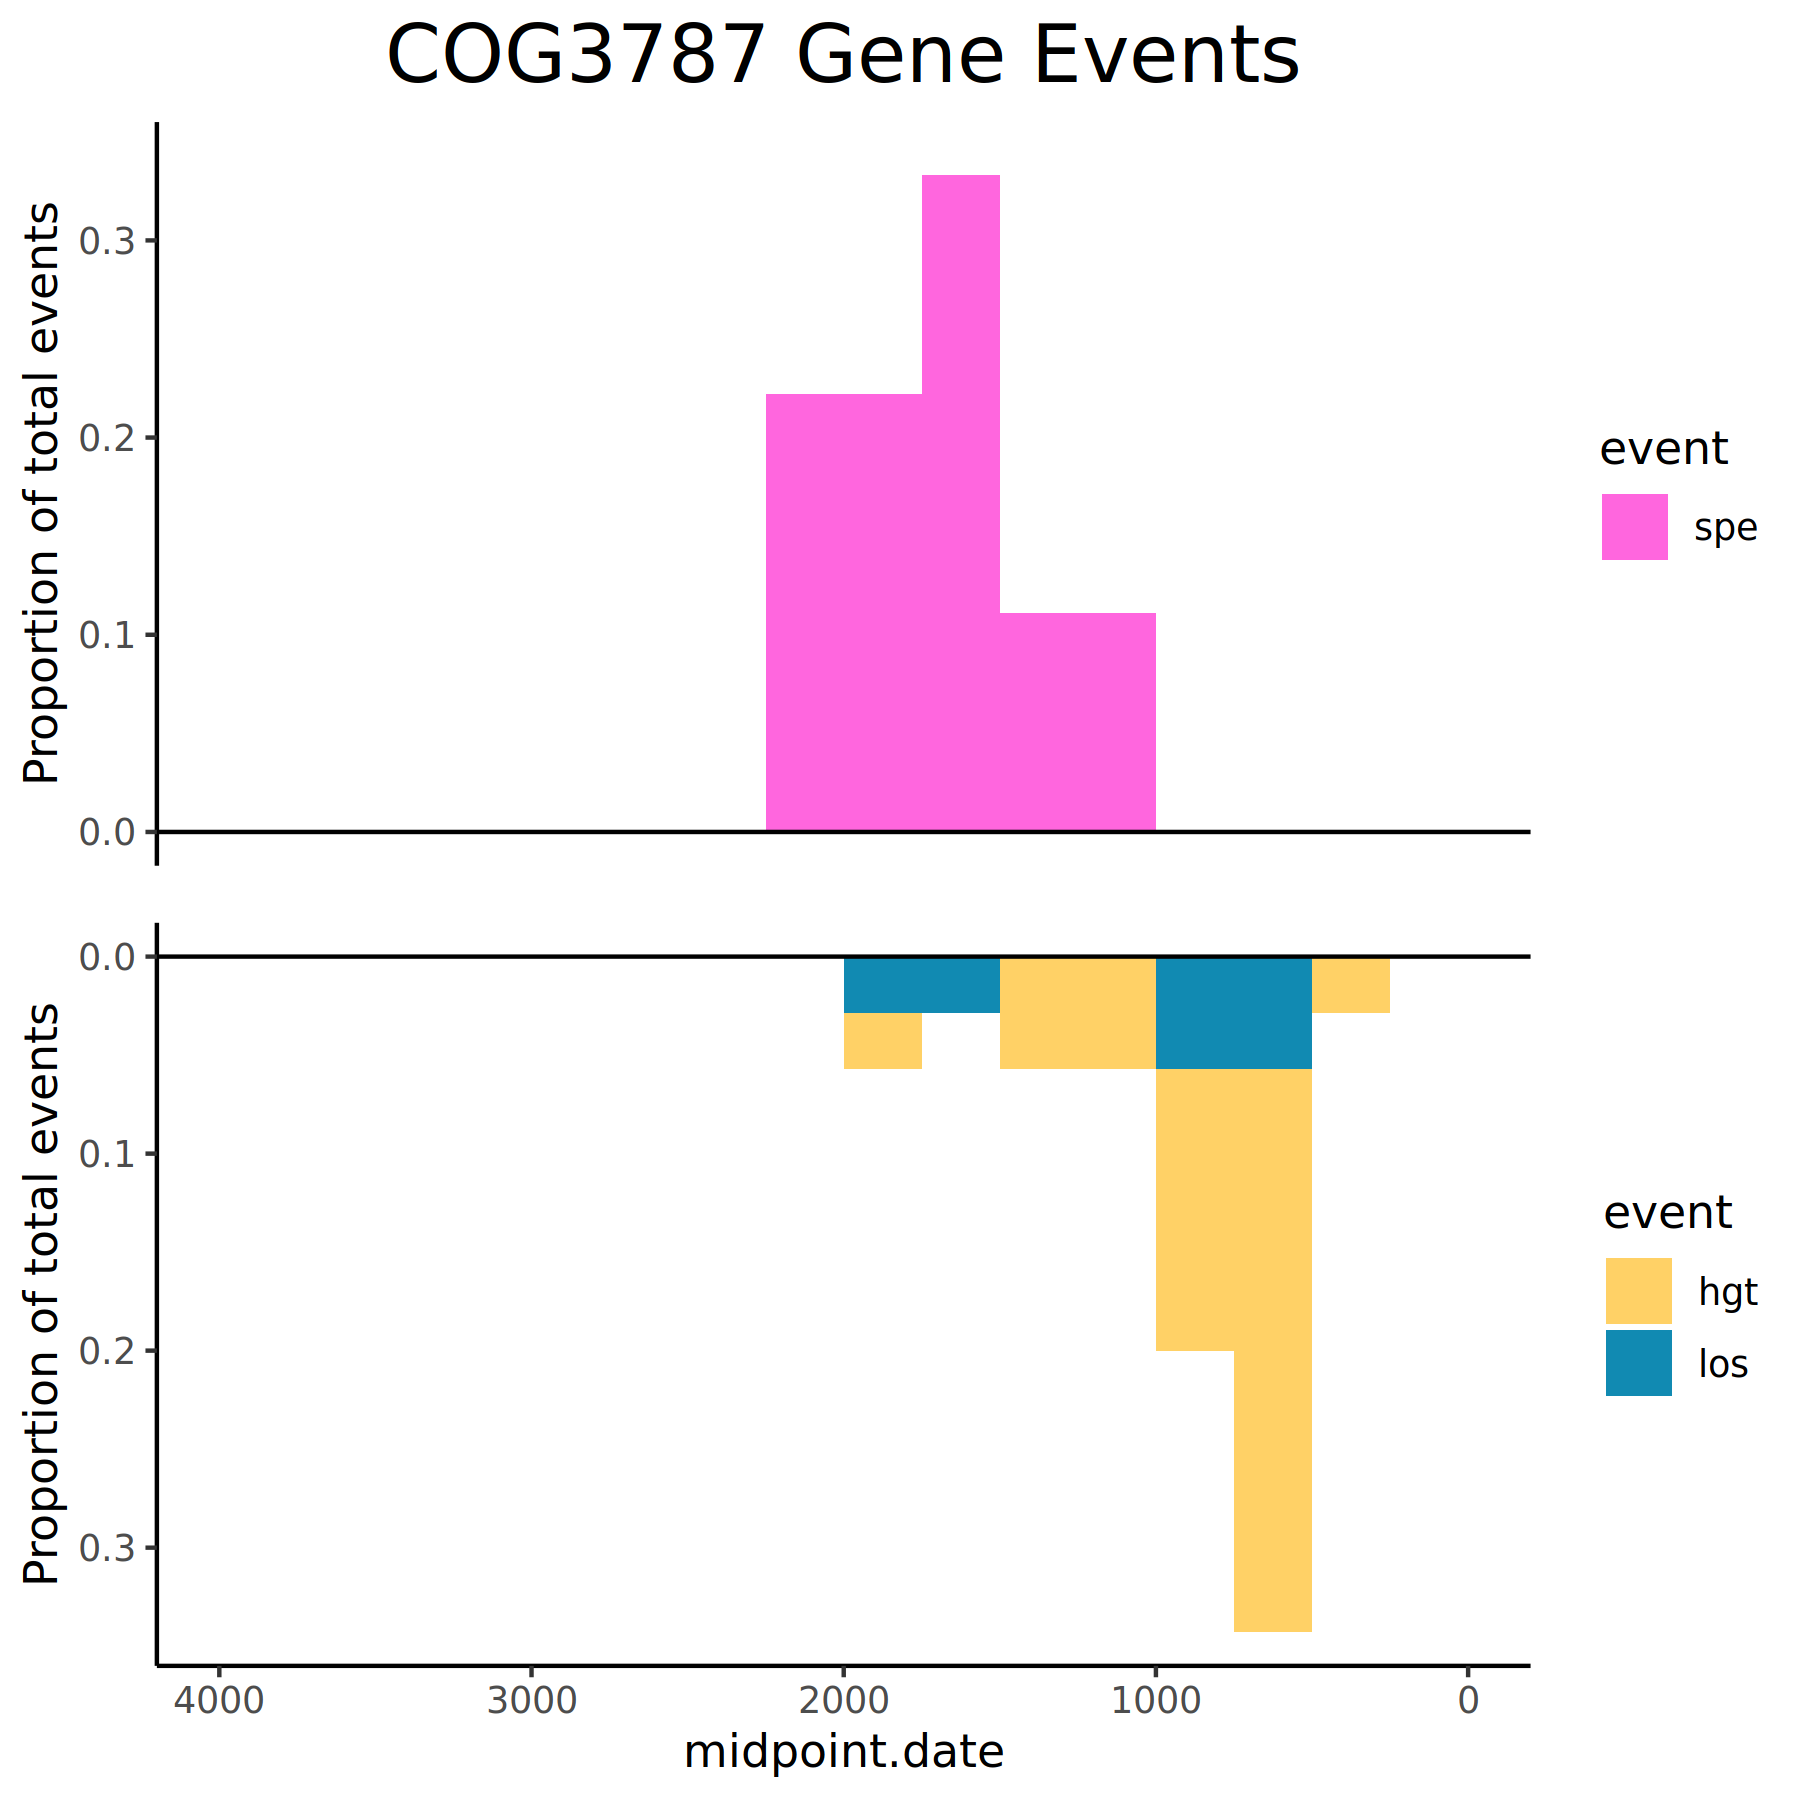 COG3787 Gene Events
Proportion of total events
0.3
0.2
0.1
0.0
event
spe
Proportion of total events
0.0
0.1
0.2
0.3
event
hgt
los
4000 3000 2000 1000 0
midpoint.date